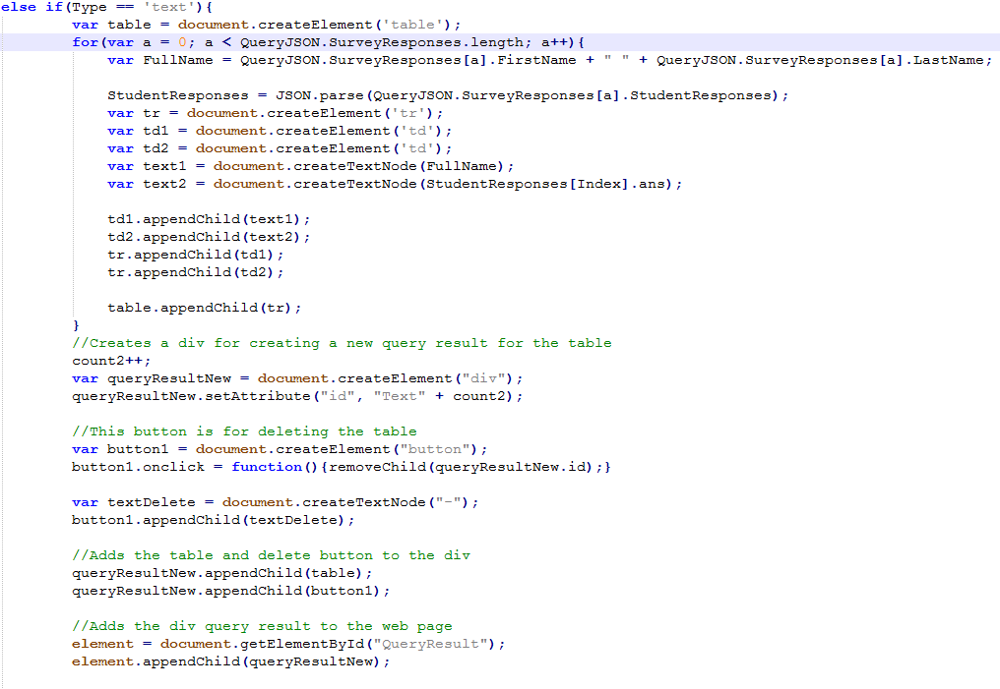 else if(Type == 'text'){
var table = document.createElement('table');
for(var a = 0; a < QueryJSON.SurveyResponses.length; a++){
var FullName = QueryJSON.SurveyResponses[a].FirstName + " " + QueryJSON.SurveyResponses[a].LastName;
StudentResponses = JSON.parse(QueryJSON.SurveyResponses[a].StudentResponses);
var tr = document.createElement('tr');
var td1 = document.createElement('td');
var td2 = document.createElement('td');
var text1 = document.createTextNode(FullName);
var text2 = document.createTextNode(StudentResponses[Index].ans);
td1.appendChild(text1);
td2.appendChild(text2);
tr.appendChild(td1);
tr.appendChild(td2);
table.appendChild(tr);
}
//Creates a div for creating a new query result for the table
count2++;
var queryResultNew = document.createElement("div");
queryResultNew.setAttribute("id", "Text" + count2);
//This button is for deleting the table
var button1 = document.createElement("button");
button1.onclick = function(){removeChild(queryResultNew.id);}
var textDelete = document.createTextNode("-");
button1.appendChild(textDelete);
//Adds the table and delete button to the div
queryResultNew.appendChild(table);
queryResultNew.appendChild(button1);
//Adds the div query result to the web page
element = document.getElementById("QueryResult");
element.appendChild(queryResultNew);